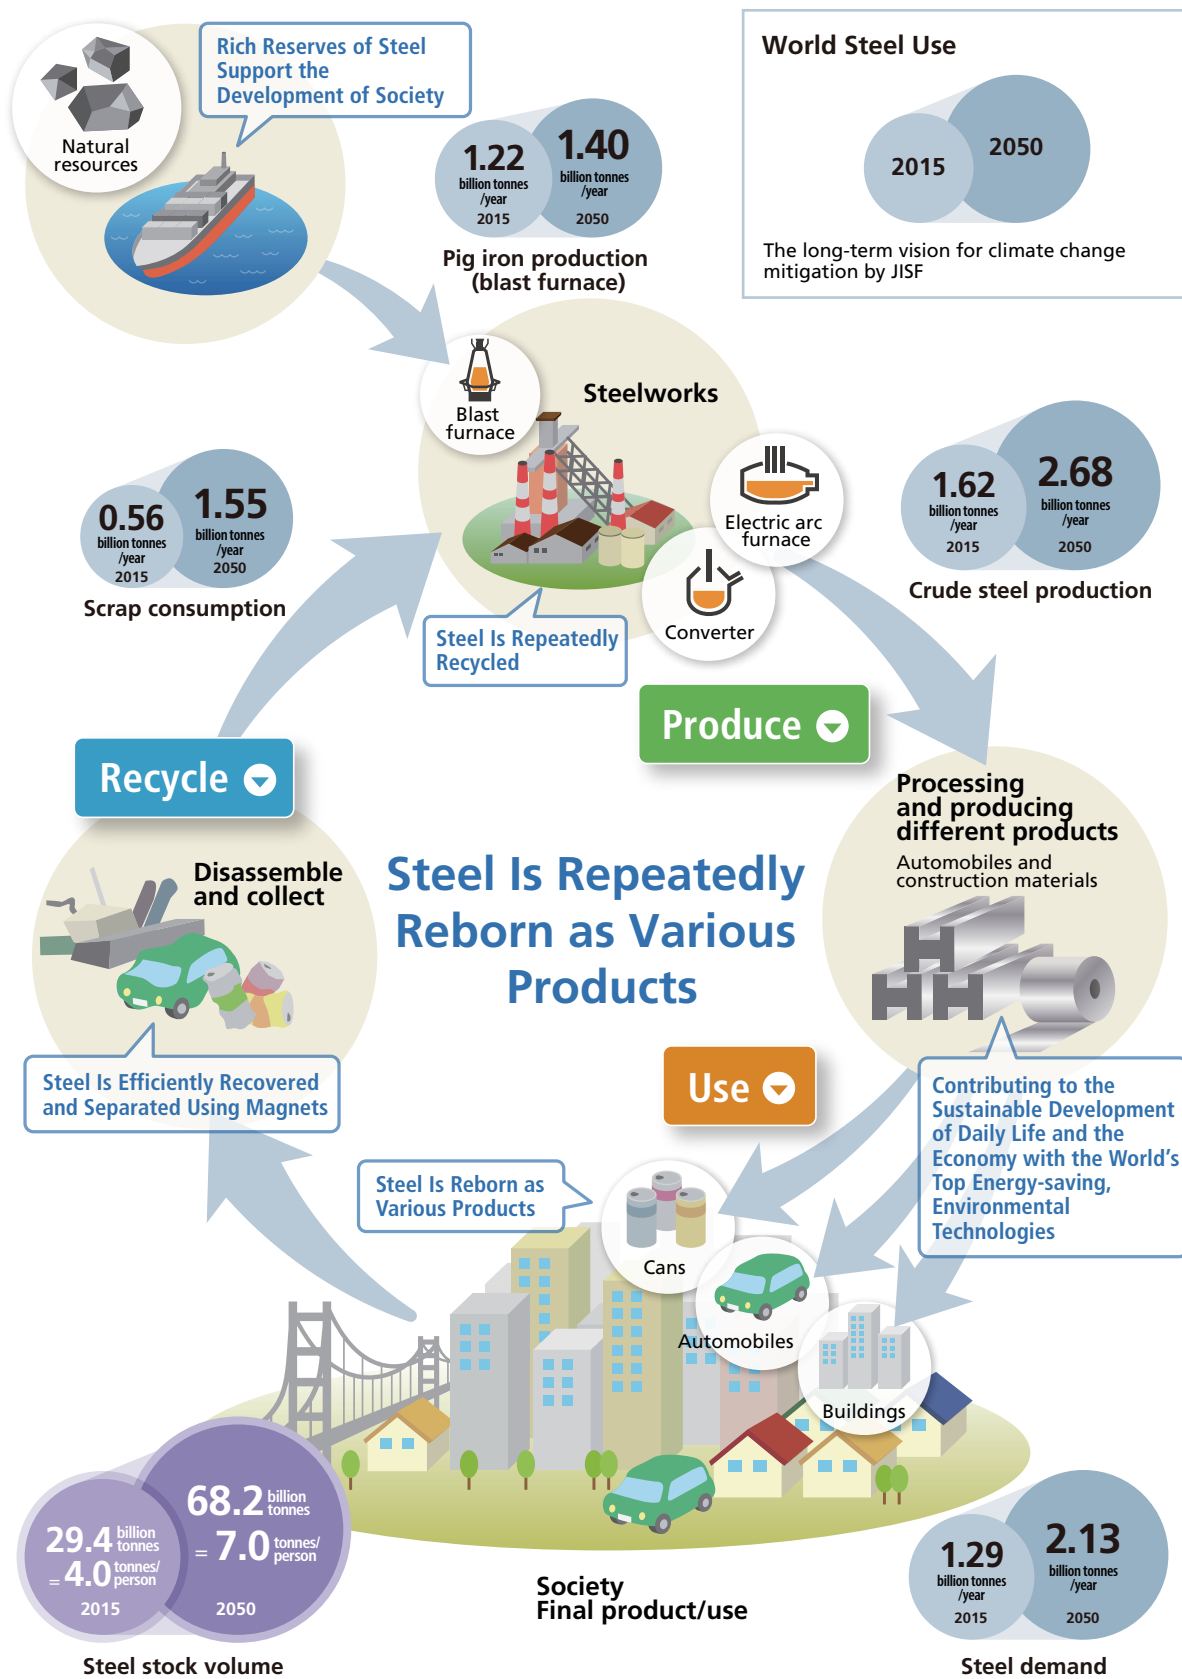 Rich Reserves of Steel
Support the
Development of Society
Natural
resources
World Steel Use
2015
2050
The long-term vision for climate change
mitigation by JISF
1.22
billion tonnes
/year
2015
1.40
billion tonnes
/year
2050
Pig iron production
(blast furnace)
Blast
furnace
Steelworks
Electric arc
furnace
Converter
0.56
billion tonnes
/year
2015
1.55
billion tonnes
/year
2050
Scrap consumption
1.62
billion tonnes
/year
2015
2.68
billion tonnes
/year
2050
Crude steel production
Steel Is Repeatedly
Recycled
Produce
Recycle
Processing
and producing
different products
Automobiles and
construction materials
Disassemble
and collect
Steel Is Repeatedly
Reborn as Various
Products
Steel Is Efficiently Recovered
and Separated Using Magnets
Use
Contributing to the
Sustainable Development
of Daily Life and the
Economy with the World's
Top Energy-saving,
Environmental
Technologies
Steel Is Reborn as
Various Products
Cans
Automobiles
Buildings
29.4 billion tonnes
= 4.0 tonnes/person
2015
68.2 billion tonnes
= 7.0 tonnes/person
2050
Steel stock volume
Society
Final product/use
1.29
billion tonnes
/year
2015
2.13
billion tonnes
/year
2050
Steel demand